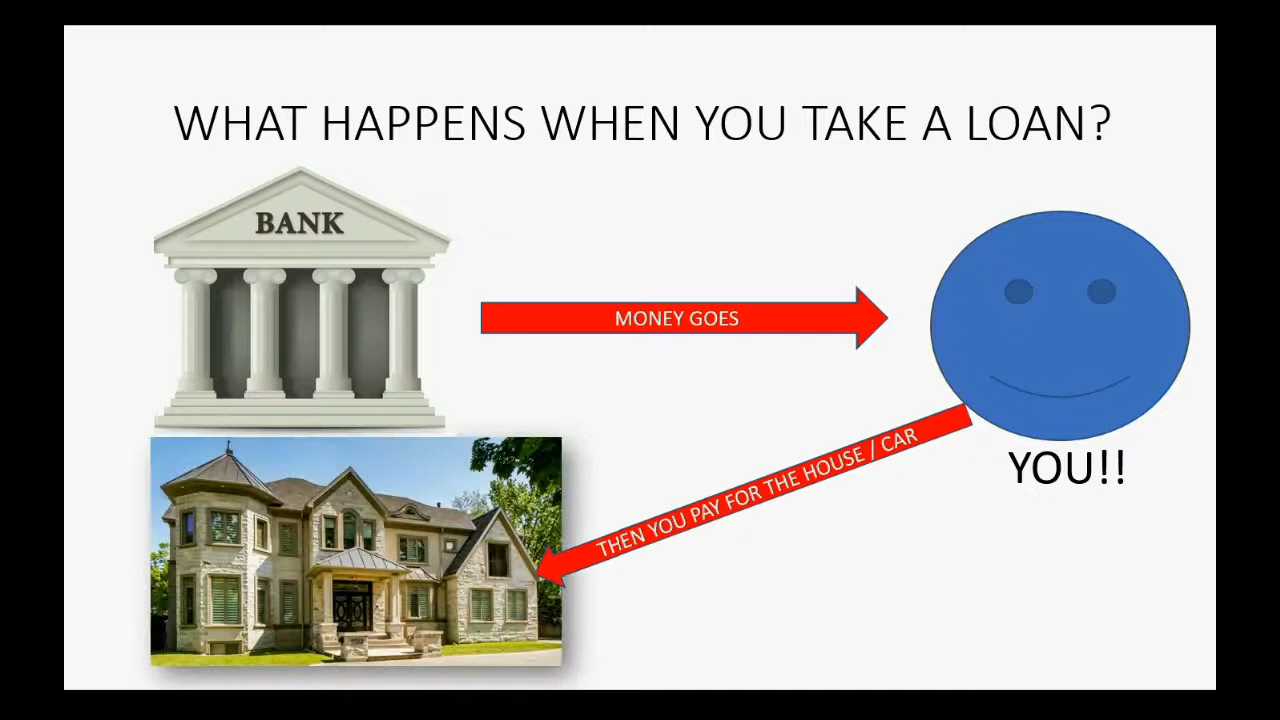 WHAT HAPPENS WHEN YOU TAKE A LOAN?
BANK
MONEY GOES
THEN YOU PAY FOR THE HOUSE / CAR
YOU!!